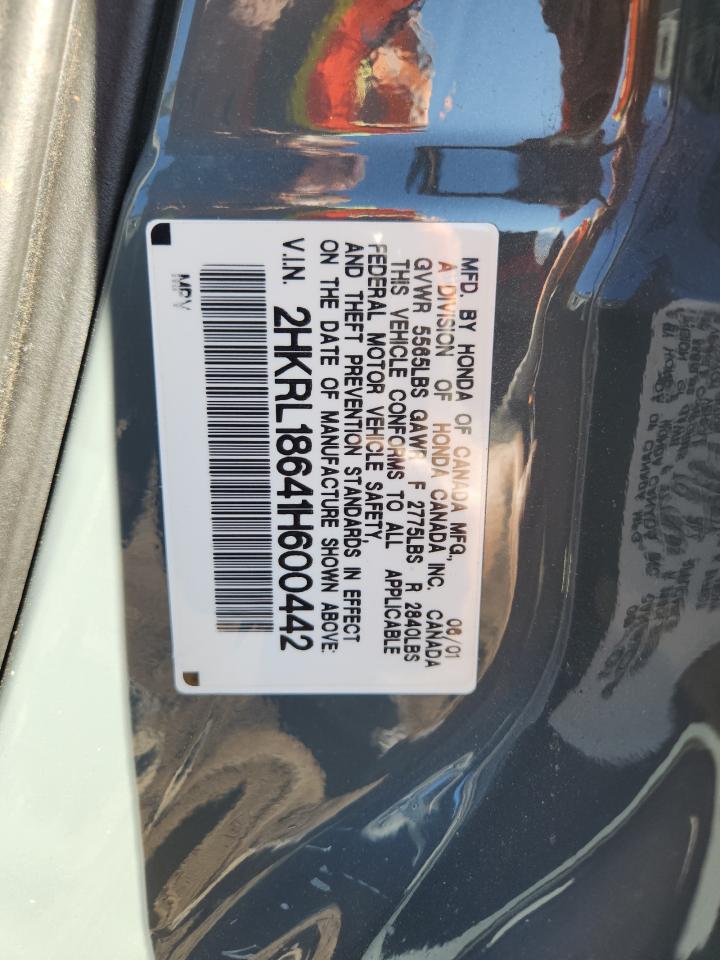 MFD. BY HONDA OF CANADA MFG., 06/01
A DIVISION OF HONDA CANADA INC. CANADA
GVWR 5565LBS GAWR F 2775LBS R 2840LBS
THIS VEHICLE CONFORMS TO ALL APPLICABLE
FEDERAL MOTOR VEHICLE SAFETY,
AND THEFT PREVENTION STANDARDS IN EFFECT
ON THE DATE OF MANUFACTURE SHOWN ABOVE.
V.I.N. 2HKRL18641H600442
MPV